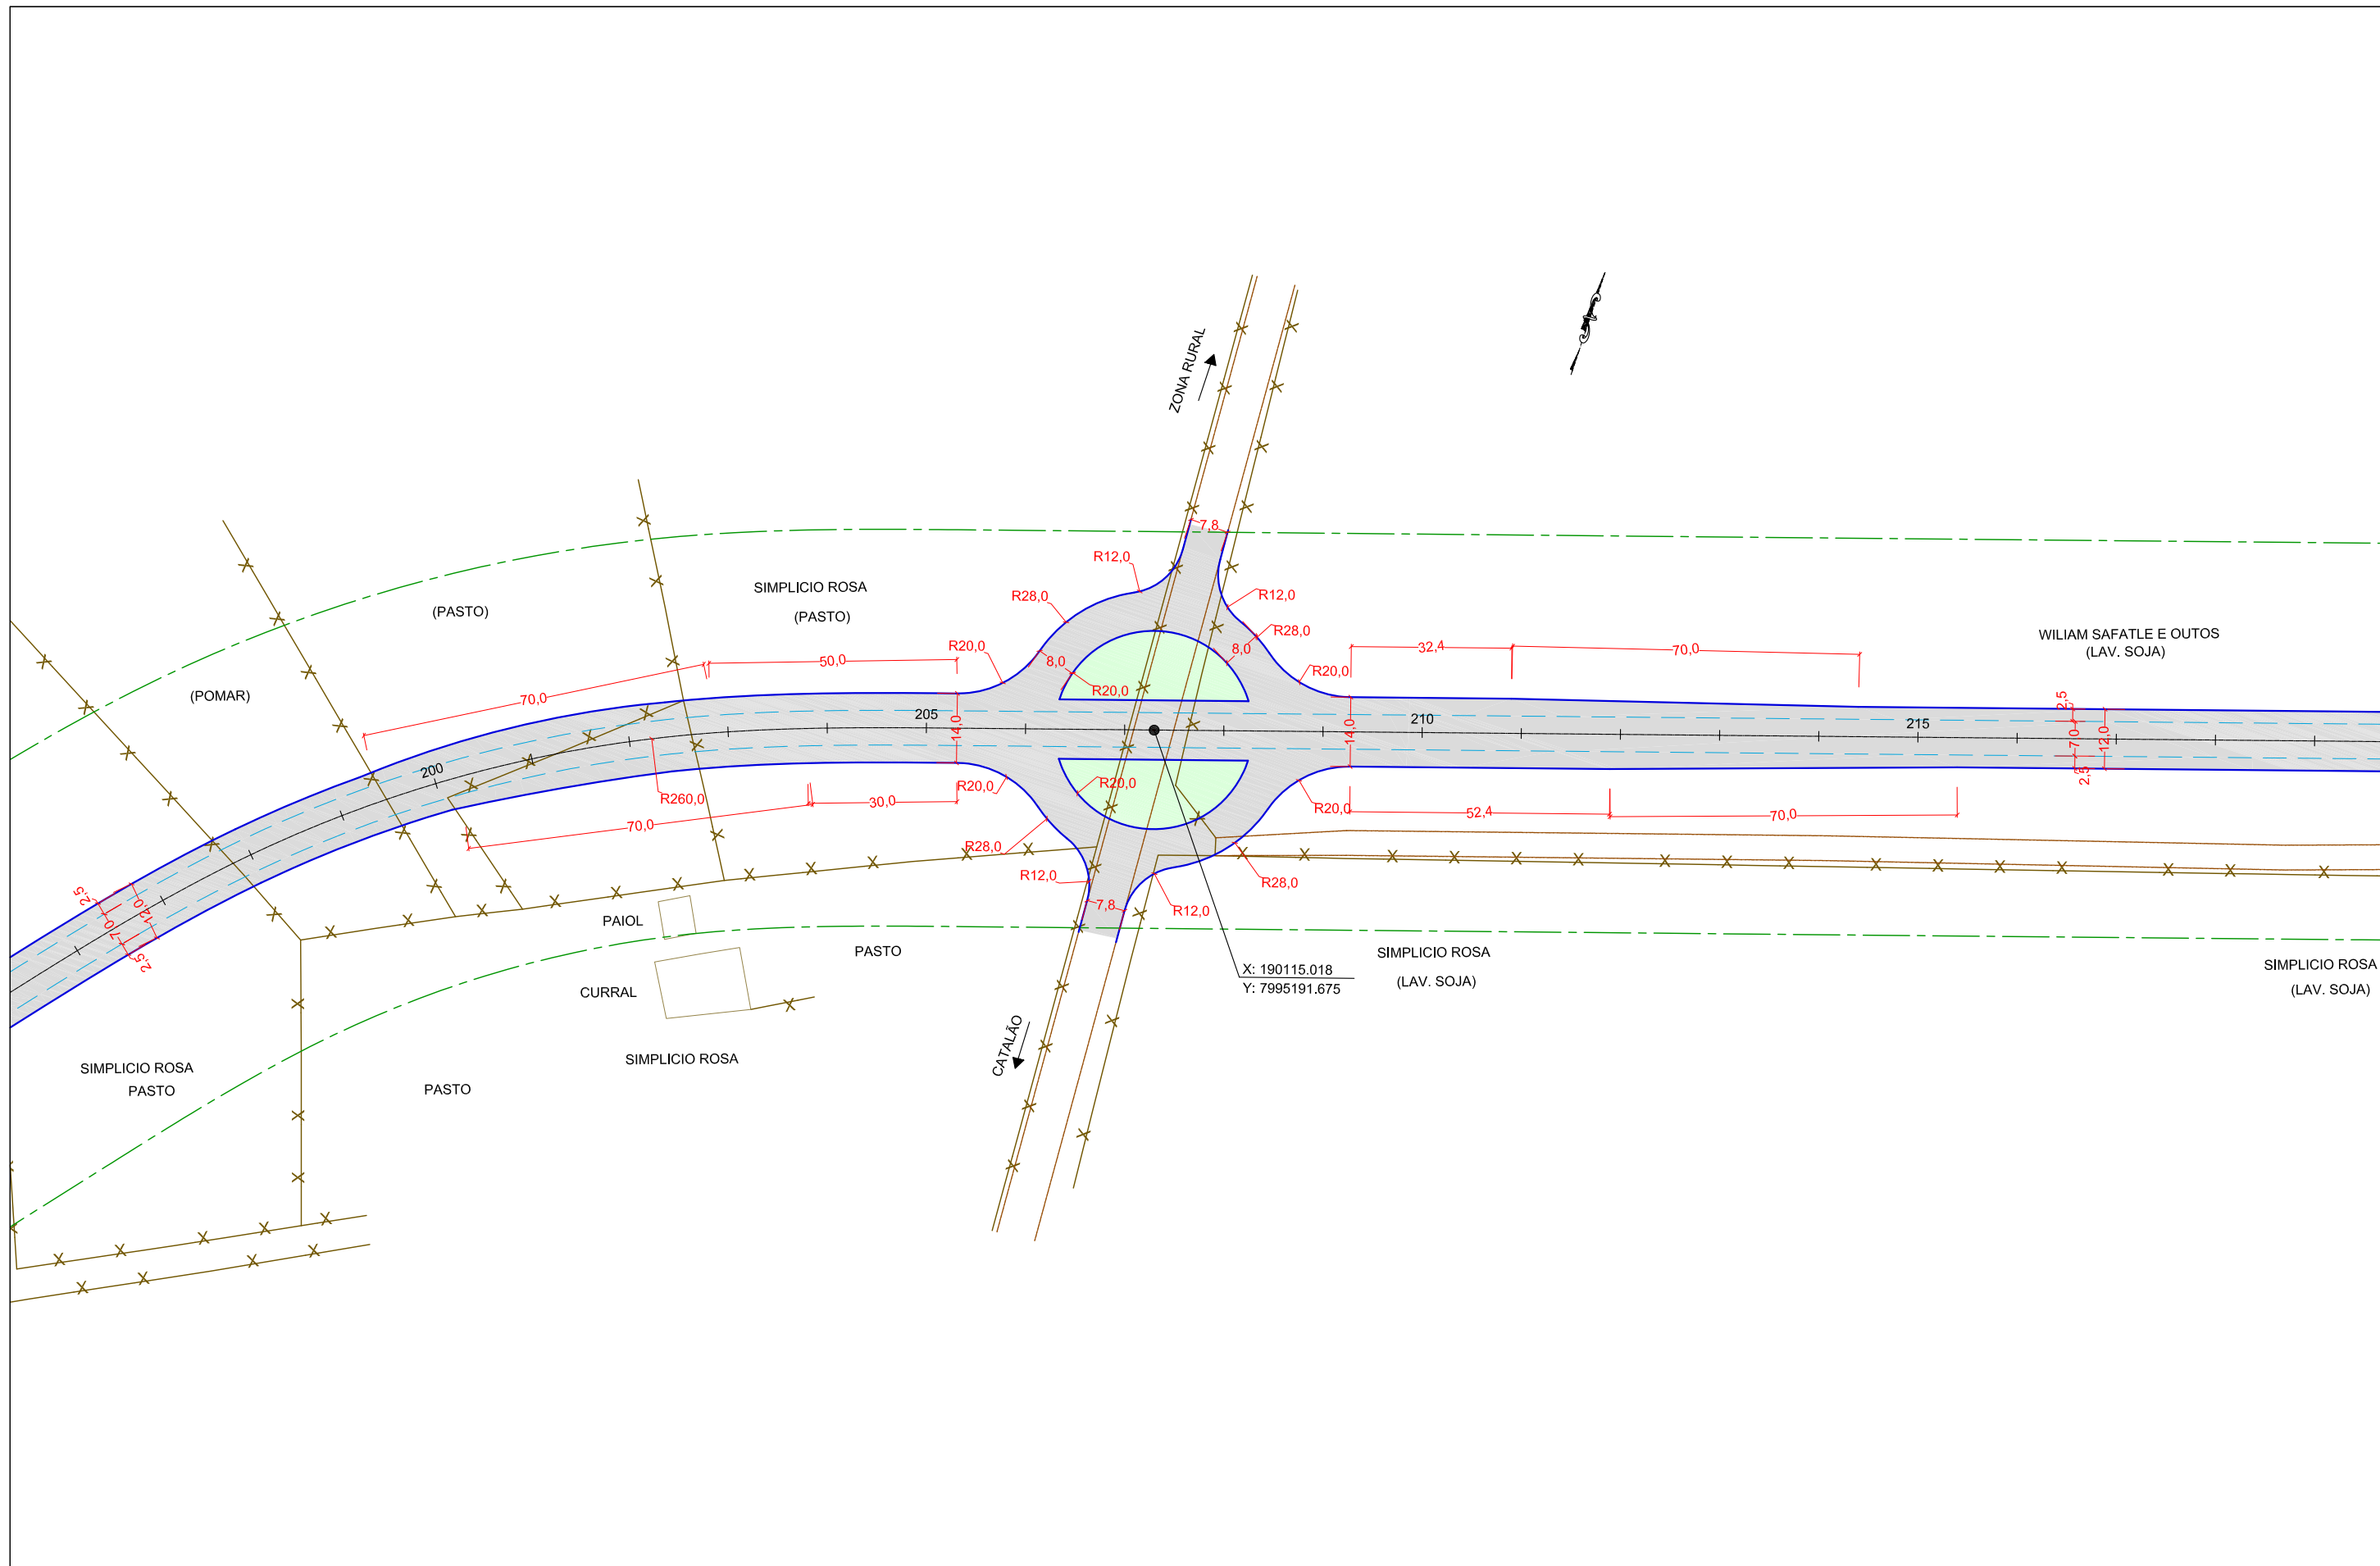 ZONA RURAL
7,8
R12,0
R28,0
R12,0
R28,0
SIMPLICIO ROSA
(PASTO)
(PASTO)
(POMAR)
70,0
50,0
R20,0
8,0
R20,0
8,0
R20,0
32,4
70,0
WILIAM SAFATLE E OUTOS
(LAV. SOJA)
200
205
14,0
14,0
210
215
2,5
7,0
12,0
2,5
R260,0
70,0
30,0
R20,0
R20,0
R20,0
52,4
70,0
2,5
7,0
12,0
2,5
R28,0
R12,0
7,8
R12,0
R28,0
PAIOL
PASTO
CURRAL
X: 190115.018
Y: 7995191.675
SIMPLICIO ROSA
(LAV. SOJA)
SIMPLICIO ROSA
(LAV. SOJA)
CATALÃO
SIMPLICIO ROSA
SIMPLICIO ROSA
PASTO
PASTO